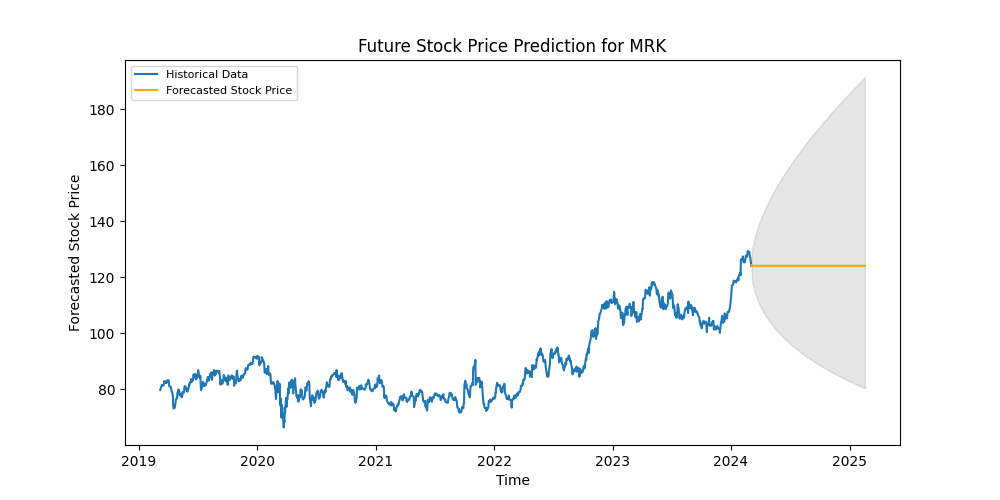 Future Stock Price Prediction for MRK
Historical Data
Forecasted Stock Price
Forecasted Stock Price
180
160
140
120
100
80
2019
2020
2021
2022
2023
2024
2025
Time